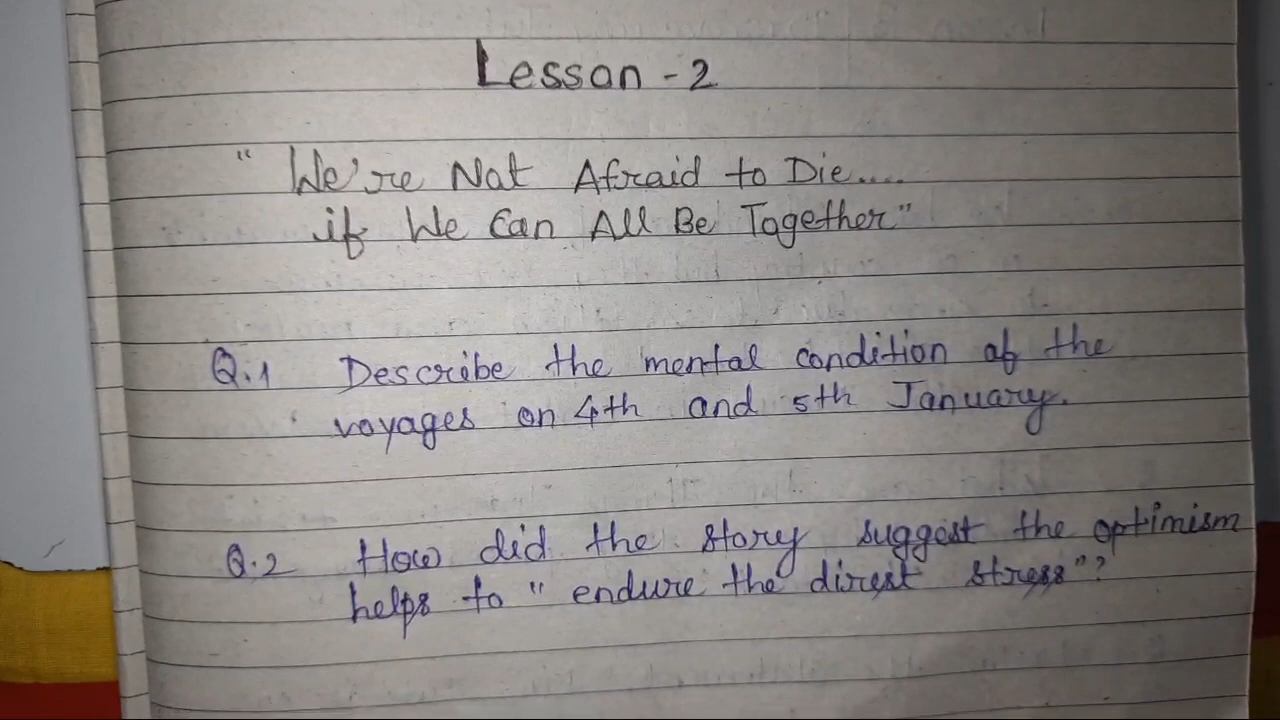 Lesson - 2
" We're Not Afraid to Die....
if We Can All Be Together"
Q.1 Describe the mental condition of the
voyages on 4th and 5th January.
Q.2 How did the story suggest the optimism
helps to " endure the direst stress"?